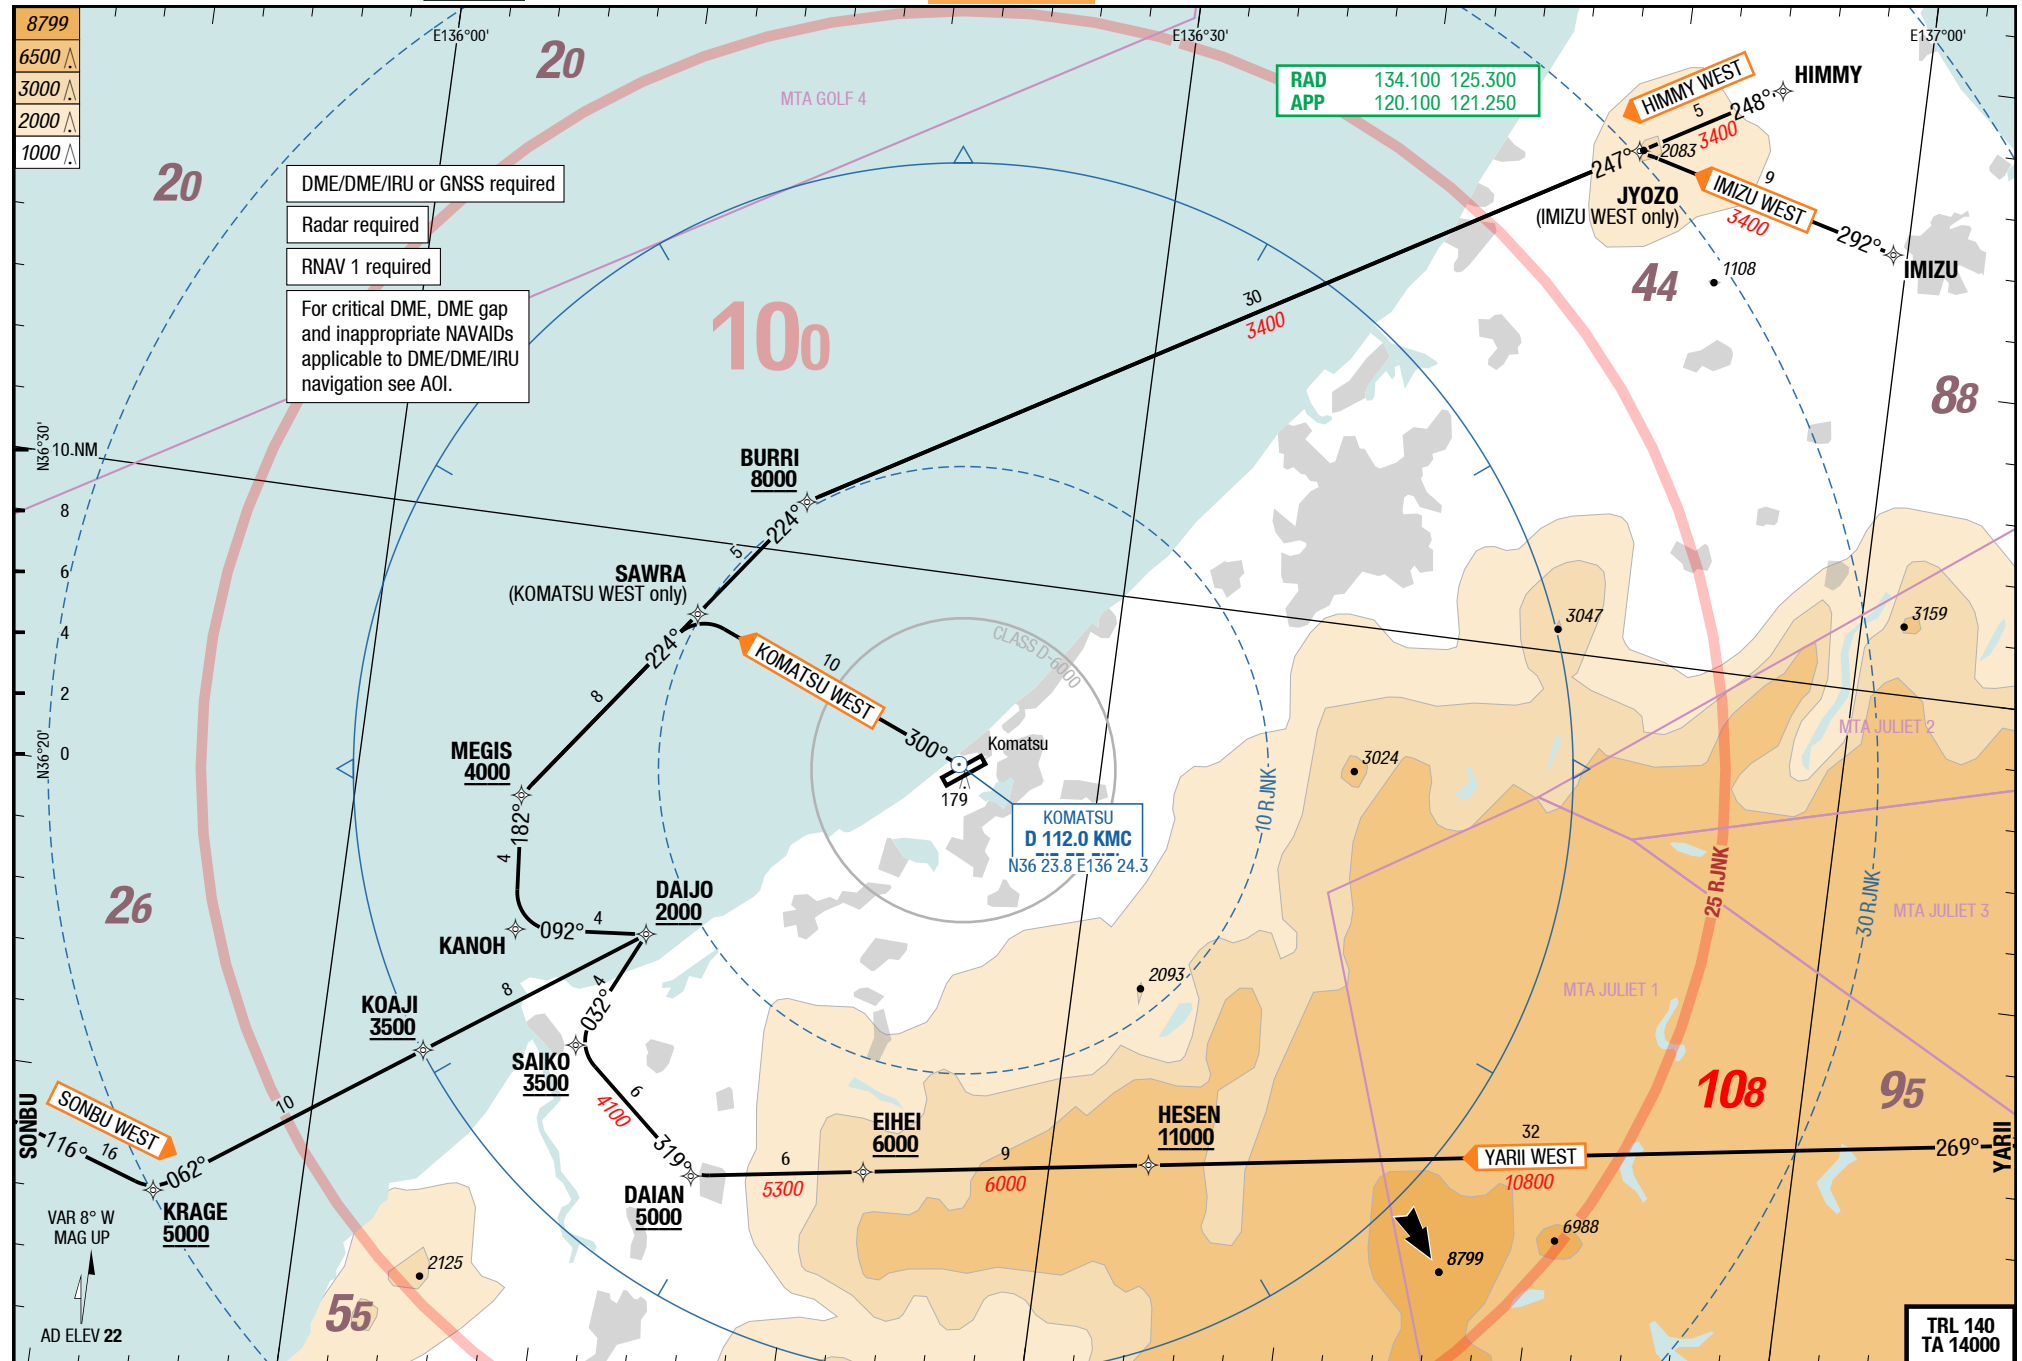 8799
6500
3000
2000
1000
E136°00'
E136°30'
E137°00'
20
20
MTA GOLF 4
RAD 134.100 125.300
APP 120.100 121.250
DME/DME/IRU or GNSS required
Radar required
RNAV 1 required
For critical DME, DME gap
and inappropriate NAVAIDs
applicable to DME/DME/IRU
navigation see AOI.
HIMMY WEST
HIMMY
5
248°
3400
247°
2083
9
IMIZU WEST
3400
292°
IMIZU
JYOZO
(IMIZU WEST only)
44
1108
100
30
3400
88
N36°30'
10 NM
8
6
4
2
0
N36°20'
BURRI
8000
224°
5
SAWRA
(KOMATSU WEST only)
224°
8
10
KOMATSU WEST
300°
CLASS D-6000
Komatsu
179
KOMATSU
D 112.0 KMC
N36 23.8 E136 24.3
10 RJNK
3047
3159
3024
MTA JULIET 2
MTA JULIET 3
MTA JULIET 1
25 RJNK
30 RJNK
MEGIS
4000
182°
4
26
DAIJO
2000
092°
4
KANOH
2093
KOAJI
3500
8
032°
4
SAIKO
3500
6
4100
319°
108
95
SONBU
SONBU WEST
116°
16
062°
10
KRAGE
5000
EIHEI
6000
HESEN
11000
6
5300
9
6000
32
YARII WEST
10800
269°
YARII
DAIAN
5000
VAR 8° W
MAG UP
AD ELEV 22
2125
55
8799
6988
TRL 140
TA 14000